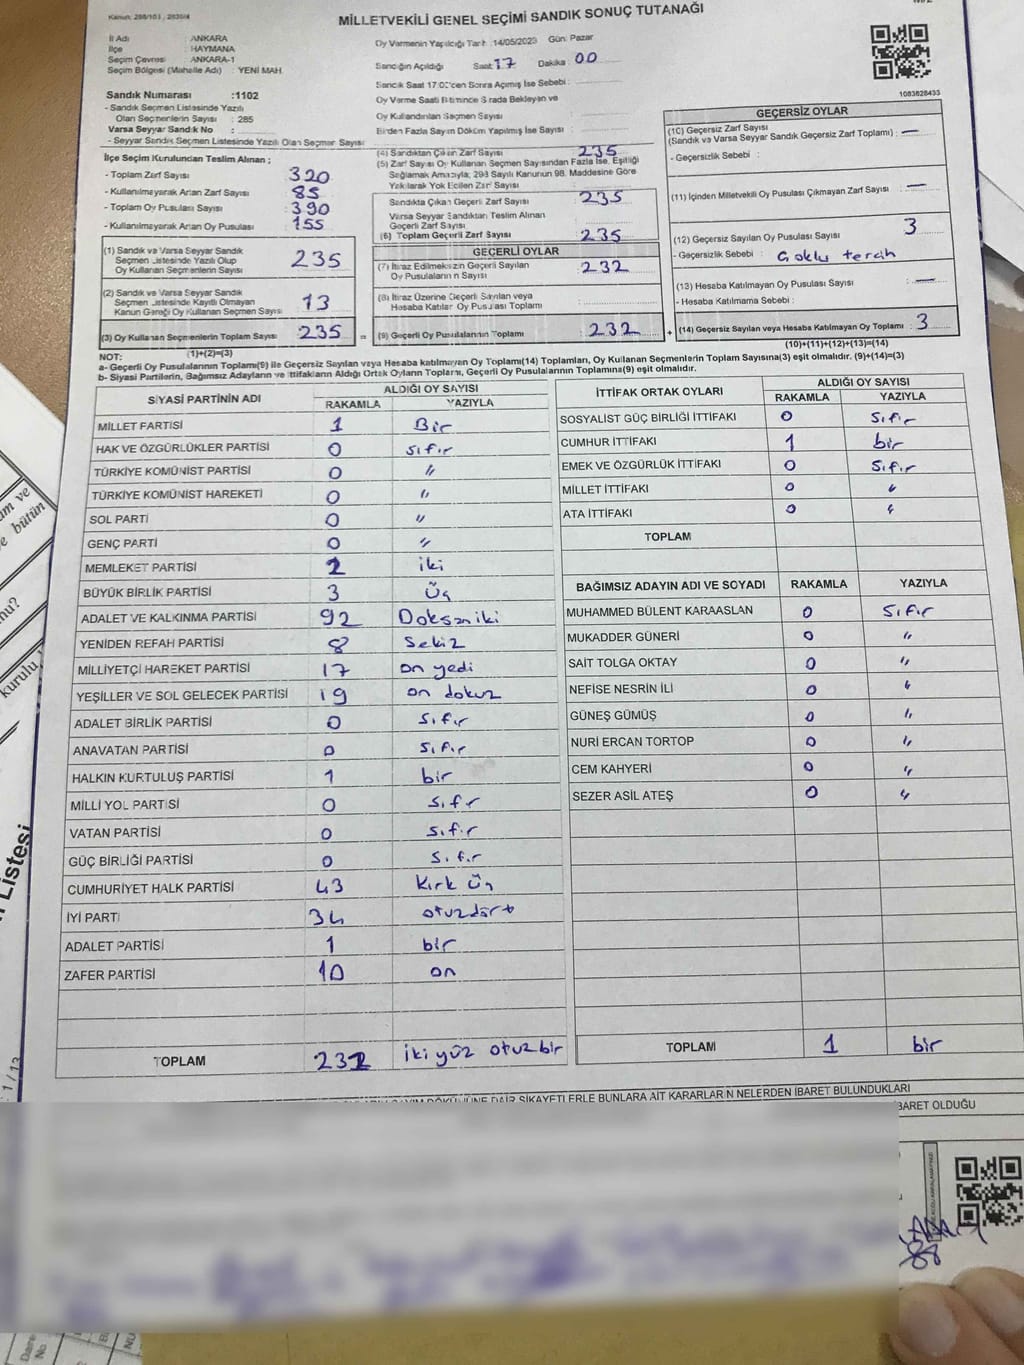 Kanun: 298/103, 2839/4
MİLLETVEKİLİ GENEL SEÇİMİ SANDIK SONUÇ TUTANAĞI
İl Adı : ANKARA
İlçe : HAYMANA
Seçim Çevresi : ANKARA-1
Seçim Bölgesi (Mahalle Adı) : YENİ MAH.
Sandık Numarası :1102
- Sandık Seçmen Listesinde Yazılı
Olan Seçmenlerin Sayısı : 285
Varsa Seyyar Sandık No :
- Seyyar Sandık Seçmen Listesinde Yazılı Olan Seçmen Sayısı:
Oy Vermenin Yapıldığı Tarih :14/05/2023 Gün: Pazar
Sandığın Açıldığı Saat: 17 Dakika: 00
Sandık Saat 17:00'den Sonra Açılmış İse Sebebi :
Oy Verme Saati Bitiminde Sırada Bekleyen ve
Oy Kullandırılan Seçmen Sayısı :
Birden Fazla Sayım Döküm Yapılmış İse Sayısı :
1083828433
İlçe Seçim Kurulundan Teslim Alınan ;
- Toplam Zarf Sayısı : 320
- Kullanılmayarak Artan Zarf Sayısı : 85
- Toplam Oy Pusulası Sayısı : 390
- Kullanılmayarak Artan Oy Pusulası : 155
(1) Sandık ve Varsa Seyyar Sandık
Seçmen Listesinde Yazılı Olup
Oy Kullanan Seçmenlerin Sayısı 235
(2) Sandık ve Varsa Seyyar Sandık
Seçmen Listesinde Kayıtlı Olmayan
Kanun Gereği Oy Kullanan Seçmen Sayısı 13
(3) Oy Kullanan Seçmenlerin Toplam Sayısı 235
(4) Sandıktan Çıkan Zarf Sayısı 235
(5) Zarf Sayısı Oy Kullanan Seçmen Sayısından Fazla İse, Eşitliği
Sağlamak Amacıyla, 298 Sayılı Kanunun 98. Maddesine Göre
Yakılarak Yok Edilen Zarf Sayısı :
Sandıkta Çıkan Geçerli Zarf Sayısı : 235
Varsa Seyyar Sandıktan Teslim Alınan
Geçerli Zarf Sayısı :
(6) Toplam Geçerli Zarf Sayısı : 235
GEÇERLİ OYLAR
(7) İtiraz Edilmeksizin Geçerli Sayılan
Oy Pusulalarının Sayısı : 232
(8) İtiraz Üzerine Geçerli Sayılan veya
Hesaba Katılan Oy Pusulası Toplamı :
= (9) Geçerli Oy Pusulalarının Toplamı : 232
GEÇERSİZ OYLAR
(10) Geçersiz Zarf Sayısı
(Sandık ve Varsa Seyyar Sandık Geçersiz Zarf Toplamı) : —
- Geçersizlik Sebebi :
(11) İçinden Milletvekili Oy Pusulası Çıkmayan Zarf Sayısı : —
(12) Geçersiz Sayılan Oy Pusulası Sayısı : 3
- Geçersizlik Sebebi : Çoklu tercih
(13) Hesaba Katılmayan Oy Pusulası Sayısı : —
- Hesaba Katılmama Sebebi :
+ (14) Geçersiz Sayılan veya Hesaba Katılmayan Oy Toplamı : 3
(1)+(2)=(3)
(10)+(11)+(12)+(13)=(14)
NOT:
a- Geçerli Oy Pusulalarının Toplamı(9) ile Geçersiz Sayılan veya Hesaba katılmayan Oy Toplamı(14) Toplamları, Oy Kullanan Seçmenlerin Toplam Sayısına(3) eşit olmalıdır. (9)+(14)=(3)
b- Siyasi Partilerin, Bağımsız Adayların ve İttifakların Aldığı Ortak Oyların Toplamı, Geçerli Oy Pusulalarının Toplamına(9) eşit olmalıdır.
SİYASİ PARTİNİN ADI ALDIĞI OY SAYISI
RAKAMLA YAZIYLA
MİLLET PARTİSİ 1 Bir
HAK VE ÖZGÜRLÜKLER PARTİSİ 0 sıfır
TÜRKİYE KOMÜNİST PARTİSİ 0 "
TÜRKİYE KOMÜNİST HAREKETİ 0 "
SOL PARTİ 0 "
GENÇ PARTİ 0 "
MEMLEKET PARTİSİ 2 iki
BÜYÜK BİRLİK PARTİSİ 3 Üç
ADALET VE KALKINMA PARTİSİ 92 Doksaniki
YENİDEN REFAH PARTİSİ 8 Sekiz
MİLLİYETÇİ HAREKET PARTİSİ 17 on yedi
YEŞİLLER VE SOL GELECEK PARTİSİ 19 on dokuz
ADALET BİRLİK PARTİSİ 0 sıfır
ANAVATAN PARTİSİ 0 sıfır
HALKIN KURTULUŞ PARTİSİ 1 bir
MİLLİ YOL PARTİSİ 0 sıfır
VATAN PARTİSİ 0 sıfır
GÜÇ BİRLİĞİ PARTİSİ 0 sıfır
CUMHURİYET HALK PARTİSİ 43 Kırk Üç
İYİ PARTİ 34 otuzdört
ADALET PARTİSİ 1 bir
ZAFER PARTİSİ 10 on
TOPLAM 231 iki yüz otuzbir
İTTİFAK ORTAK OYLARI ALDIĞI OY SAYISI
RAKAMLA YAZIYLA
SOSYALİST GÜÇ BİRLİĞİ İTTİFAKI 0 Sıfır
CUMHUR İTTİFAKI 1 bir
EMEK VE ÖZGÜRLÜK İTTİFAKI 0 Sıfır
MİLLET İTTİFAKI 0 "
ATA İTTİFAKI 0 "
TOPLAM
BAĞIMSIZ ADAYIN ADI VE SOYADI RAKAMLA YAZIYLA
MUHAMMED BÜLENT KARAASLAN 0 Sıfır
MUKADDER GÜNERİ 0 "
SAİT TOLGA OKTAY 0 "
NEFİSE NESRİN İLİ 0 "
GÜNEŞ GÜMÜŞ 0 "
NURİ ERCAN TORTOP 0 "
CEM KAHYERİ 0 "
SEZER ASİL ATEŞ 0 "
TOPLAM 1 bir
DAİR ŞİKAYETLERLE BUNLARA AİT KARARLARIN NELERDEN İBARET BULUNDUKLARI
BARET OLDUĞU
am ve
e bütün
nu?
kurulu
Listesi
1 / 13